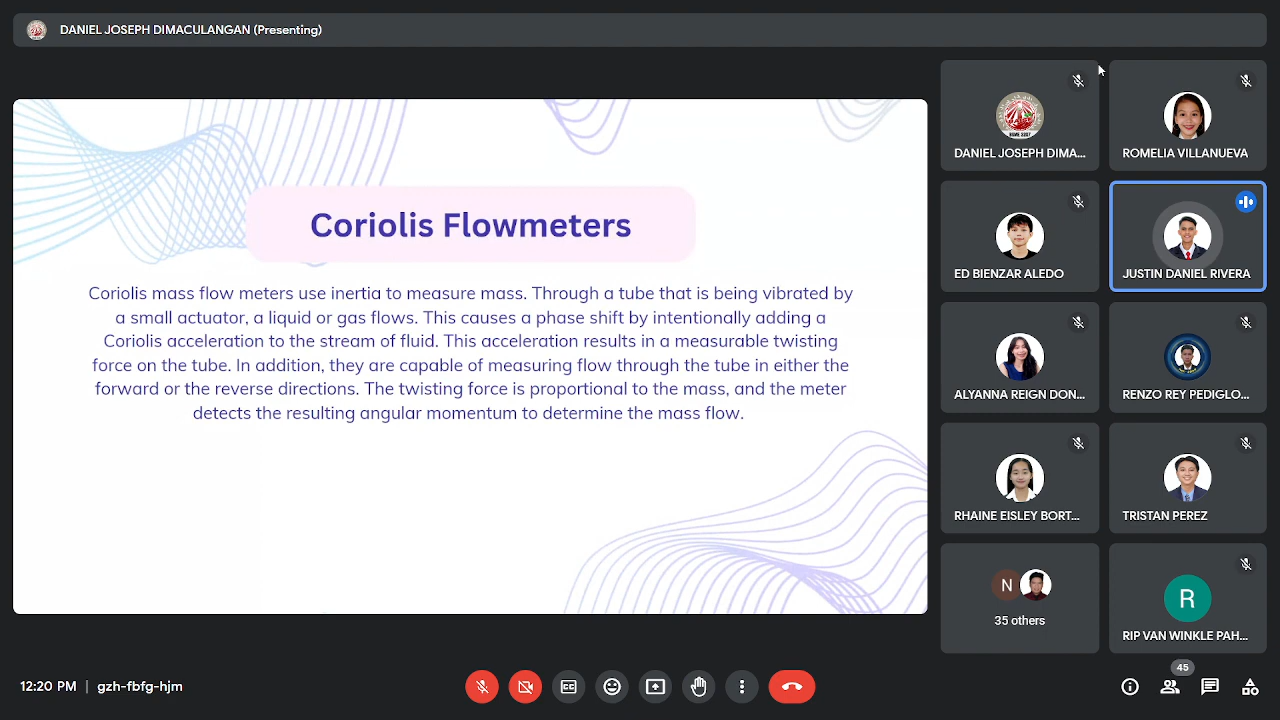 DANIEL JOSEPH DIMACULANGAN (Presenting)
Coriolis Flowmeters
Coriolis mass flow meters use inertia to measure mass. Through a tube that is being vibrated by
a small actuator, a liquid or gas flows. This causes a phase shift by intentionally adding a
Coriolis acceleration to the stream of fluid. This acceleration results in a measurable twisting
force on the tube. In addition, they are capable of measuring flow through the tube in either the
forward or the reverse directions. The twisting force is proportional to the mass, and the meter
detects the resulting angular momentum to determine the mass flow.
DANIEL JOSEPH DIMA...
ROMELIA VILLANUEVA
ED BIENZAR ALEDO
JUSTIN DANIEL RIVERA
ALYANNA REIGN DON...
RENZO REY PEDIGLO...
RHAINE EISLEY BORT...
TRISTAN PEREZ
N
35 others
R
RIP VAN WINKLE PAH...
12:20 PM | gzh-fbfg-hjm
45